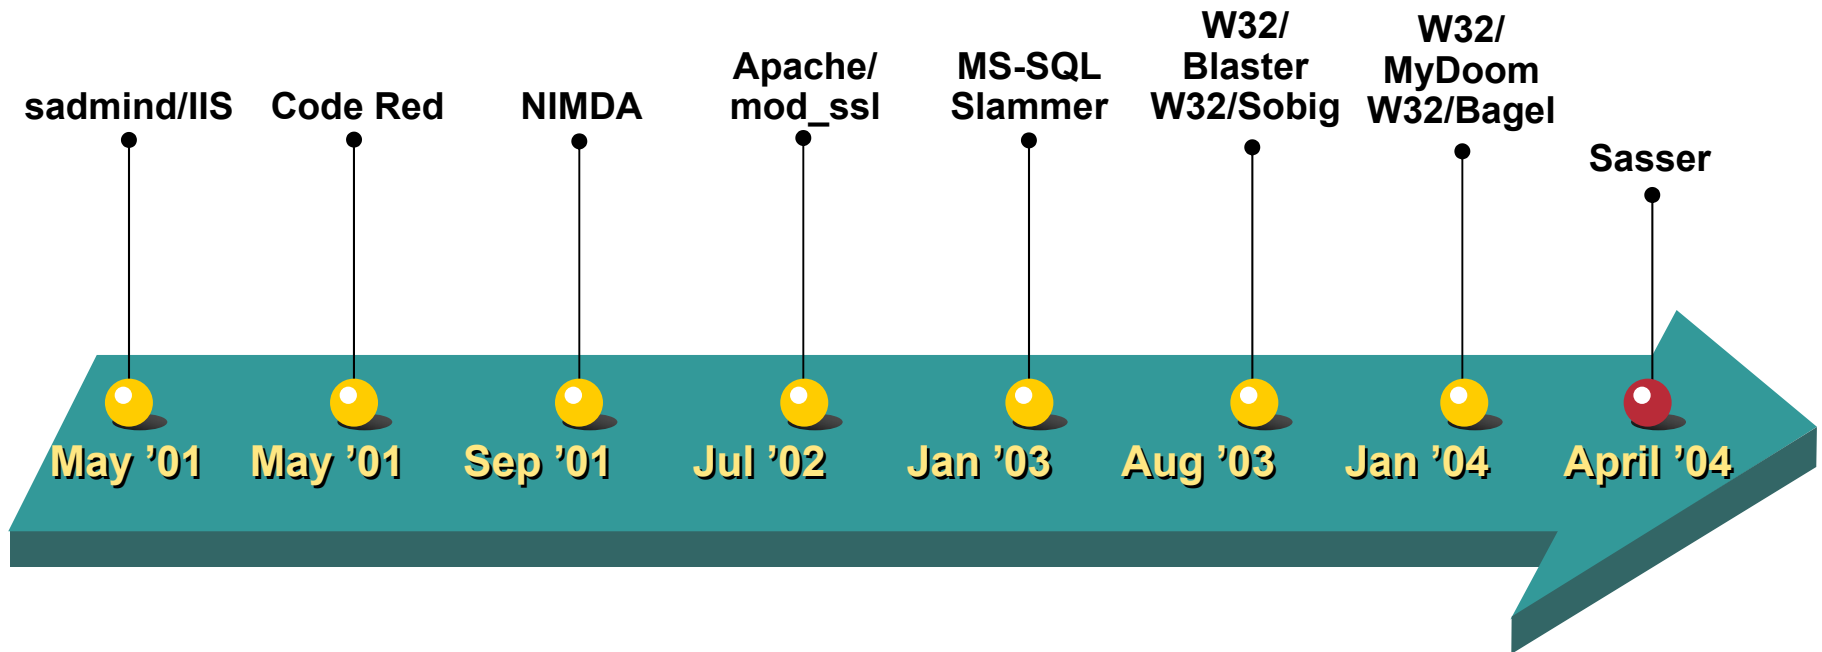 sadmind/IIS
Code Red
NIMDA
Apache/
mod_ssl
MS-SQL
Slammer
W32/
Blaster
W32/Sobig
W32/
MyDoom
W32/Bagel
Sasser
May ’01
May ’01
Sep ’01
Jul ’02
Jan ’03
Aug ’03
Jan ’04
April ’04